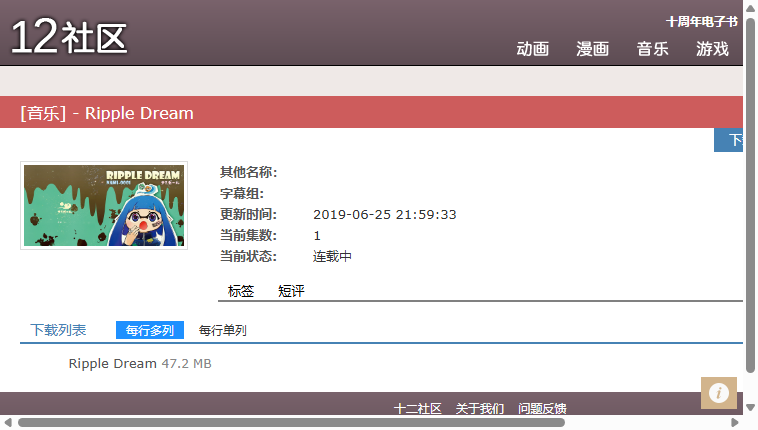 12社区
十周年电子书
动画 漫画 音乐 游戏
[音乐] - Ripple Dream
下
RIPPLE DREAM
其他名称:
字幕组:
更新时间: 2019-06-25 21:59:33
当前集数: 1
当前状态: 连载中
标签 短评
下载列表 每行多列 每行单列
Ripple Dream 47.2 MB
十二社区 关于我们 问题反馈